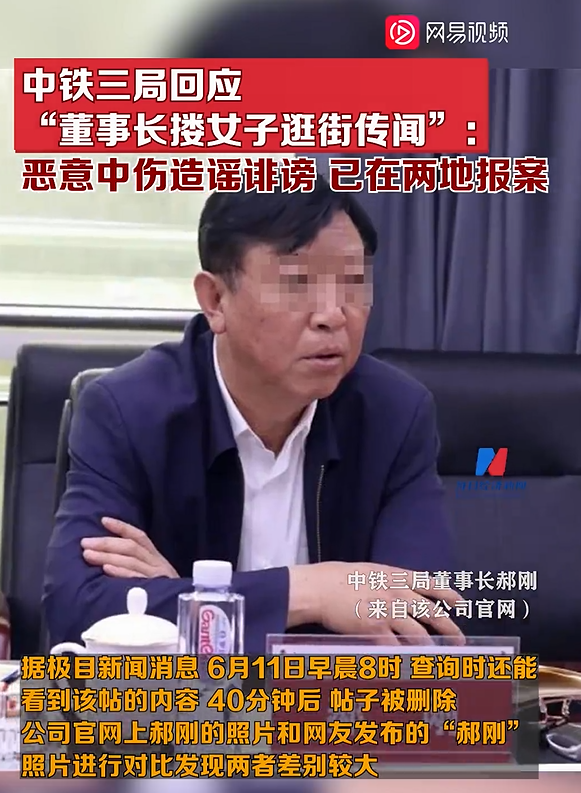 网易视频
中铁三局回应
“董事长搂女子逛街传闻”：
恶意中伤造谣诽谤 已在两地报案
中铁三局董事长郝刚
（来自该公司官网）
据极目新闻消息 6月11日早晨8时 查询时还能
看到该帖的内容 40分钟后 帖子被删除
公司官网上郝刚的照片和网友发布的“郝刚”
照片进行对比发现两者差别较大